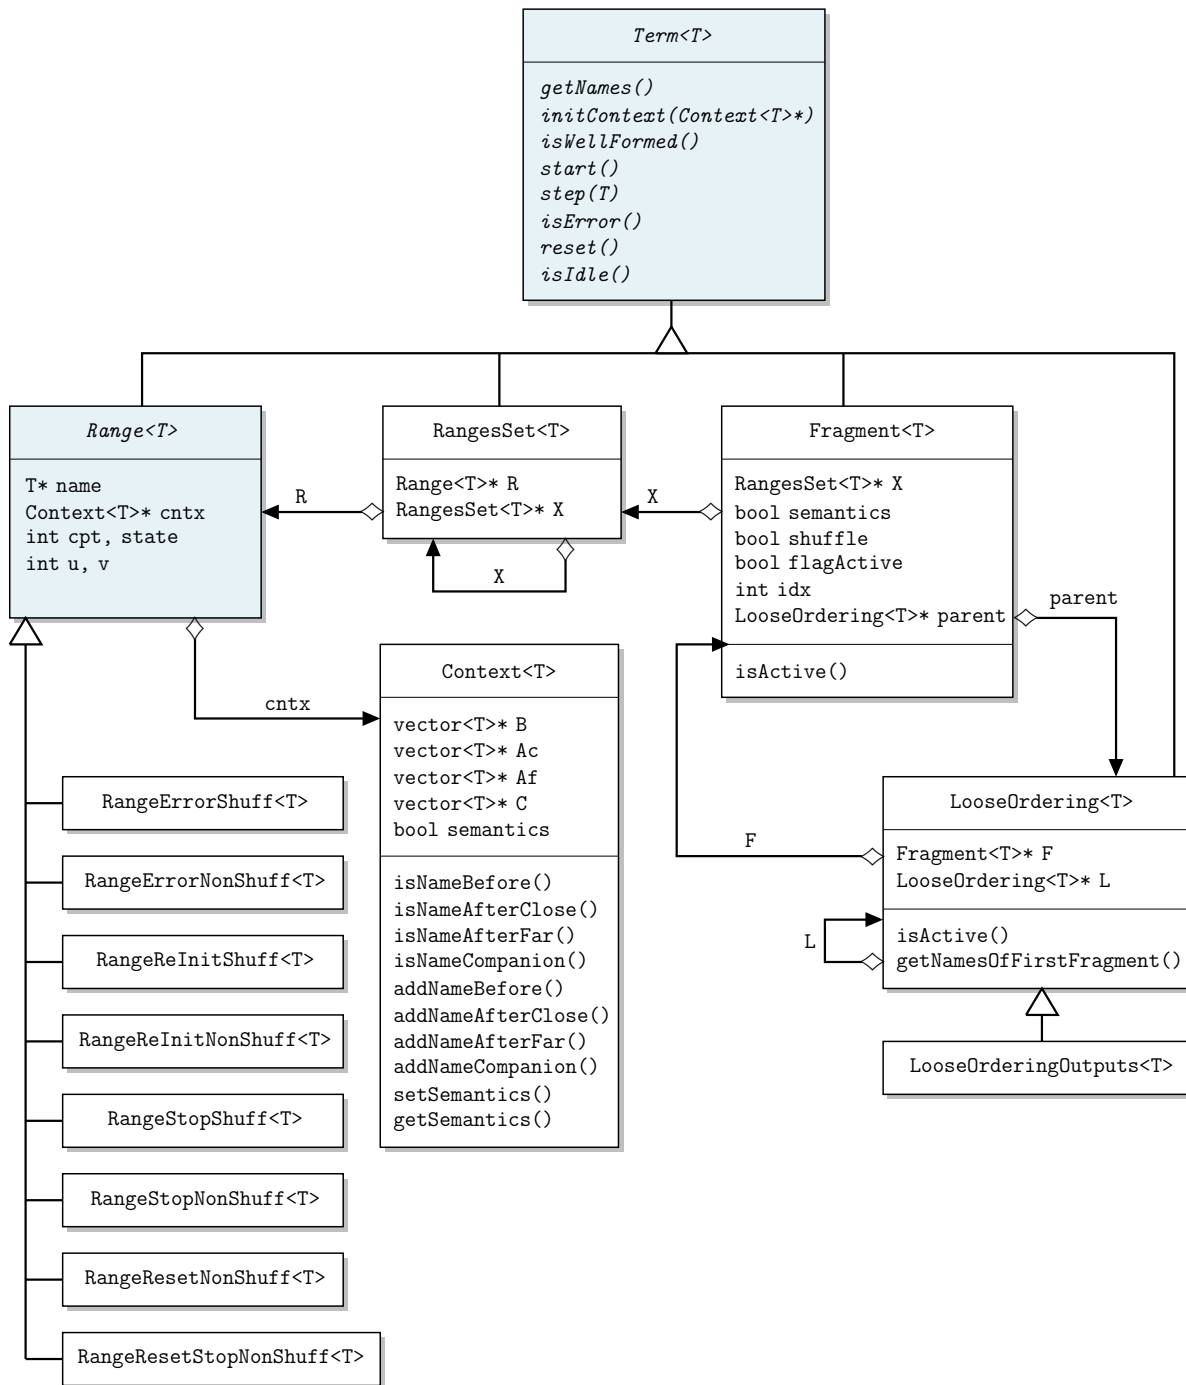 Term<T>
getNames()
initContext(Context<T>*)
isWellFormed()
start()
step(T)
isError()
reset()
isIdle()
Range<T>
T* name
Context<T>* cntx
int cpt, state
int u, v
R
RangesSet<T>
Range<T>* R
RangesSet<T>* X
X
X
Fragment<T>
RangesSet<T>* X
bool semantics
bool shuffle
bool flagActive
int idx
LooseOrdering<T>* parent
isActive()
parent
cntx
Context<T>
vector<T>* B
vector<T>* Ac
vector<T>* Af
vector<T>* C
bool semantics
isNameBefore()
isNameAfterClose()
isNameAfterFar()
isNameCompanion()
addNameBefore()
addNameAfterClose()
addNameAfterFar()
addNameCompanion()
setSemantics()
getSemantics()
F
LooseOrdering<T>
Fragment<T>* F
LooseOrdering<T>* L
L
isActive()
getNamesOfFirstFragment()
LooseOrderingOutputs<T>
RangeErrorShuff<T>
RangeErrorNonShuff<T>
RangeReInitShuff<T>
RangeReInitNonShuff<T>
RangeStopShuff<T>
RangeStopNonShuff<T>
RangeResetNonShuff<T>
RangeResetStopNonShuff<T>